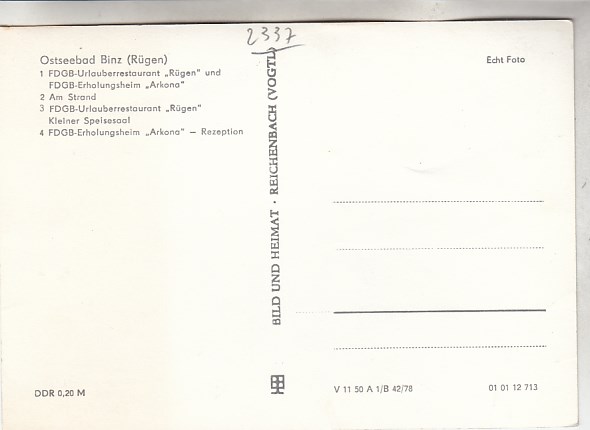 2337
Ostseebad Binz (Rügen)
1 FDGB-Urlauberrestaurant „Rügen" und
FDGB-Erholungsheim „Arkona"
2 Am Strand
3 FDGB-Urlauberrestaurant „Rügen"
Kleiner Speisesaal
4 FDGB-Erholungsheim „Arkona" — Rezeption
Echt Foto
BILD UND HEIMAT · REICHENBACH (VOGTL)
DDR 0,20 M
V 11 50 A 1/B 42/78
01 01 12 713